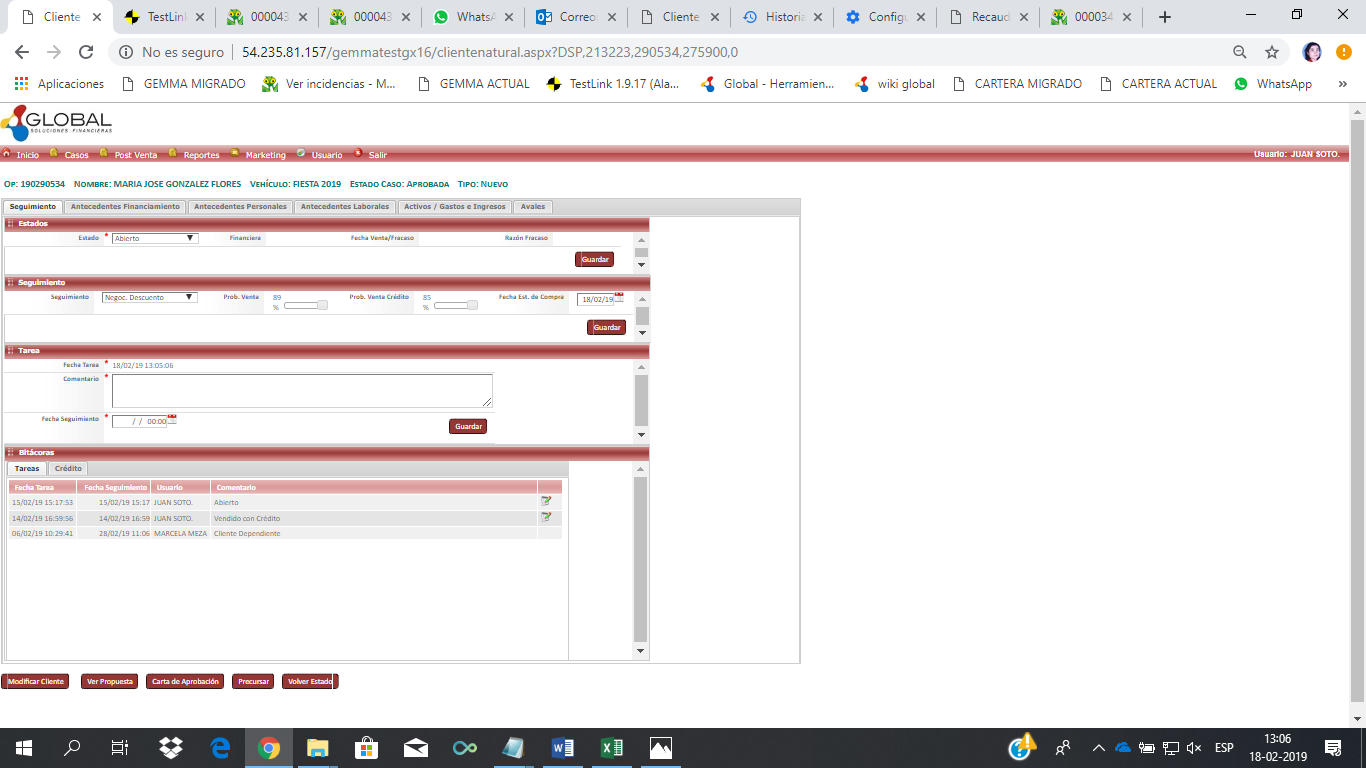 Cliente
TestLink
000043
000043
WhatsA
Correo
Cliente
Historia
Configu
Recaud
000034
No es seguro | 54.235.81.157/gemmatestgx16/clientenatural.aspx?DSP,213223,290534,275900,0
Aplicaciones GEMMA MIGRADO Ver incidencias - M... GEMMA ACTUAL TestLink 1.9.17 (Ala... Global - Herramien... wiki global CARTERA MIGRADO CARTERA ACTUAL WhatsApp »
GLOBAL
SOLUCIONES FINANCIERAS
Inicio Casos Post Venta Reportes Marketing Usuario Salir Usuario: JUAN SOTO.
OP: 190290534 NOMBRE: MARIA JOSE GONZALEZ FLORES VEHÍCULO: FIESTA 2019 ESTADO CASO: APROBADA TIPO: NUEVO
Seguimiento Antecedentes Financiamiento Antecedentes Personales Antecedentes Laborales Activos / Gastos e Ingresos Avales
Estados
Estado * Abierto Financiera Fecha Venta/Fracaso Razón Fracaso
Guardar
Seguimiento
Seguimiento Negoc. Descuento Prob. Venta 89 % Prob. Venta Crédito 85 % Fecha Est. de Compra 18/02/19
Guardar
Tarea
Fecha Tarea * 18/02/19 13:05:06
Comentario *
Fecha Seguimiento * / / 00:00
Guardar
Bitácoras
Tareas Crédito
Fecha Tarea Fecha Seguimiento Usuario Comentario
15/02/19 15:17:53 15/02/19 15:17 JUAN SOTO. Abierto
14/02/19 16:59:56 14/02/19 16:59 JUAN SOTO. Vendido con Crédito
06/02/19 10:29:41 28/02/19 11:06 MARCELA MEZA Cliente Dependiente
Modificar Cliente Ver Propuesta Carta de Aprobación Precursar Volver Estado
ESP
13:06
18-02-2019